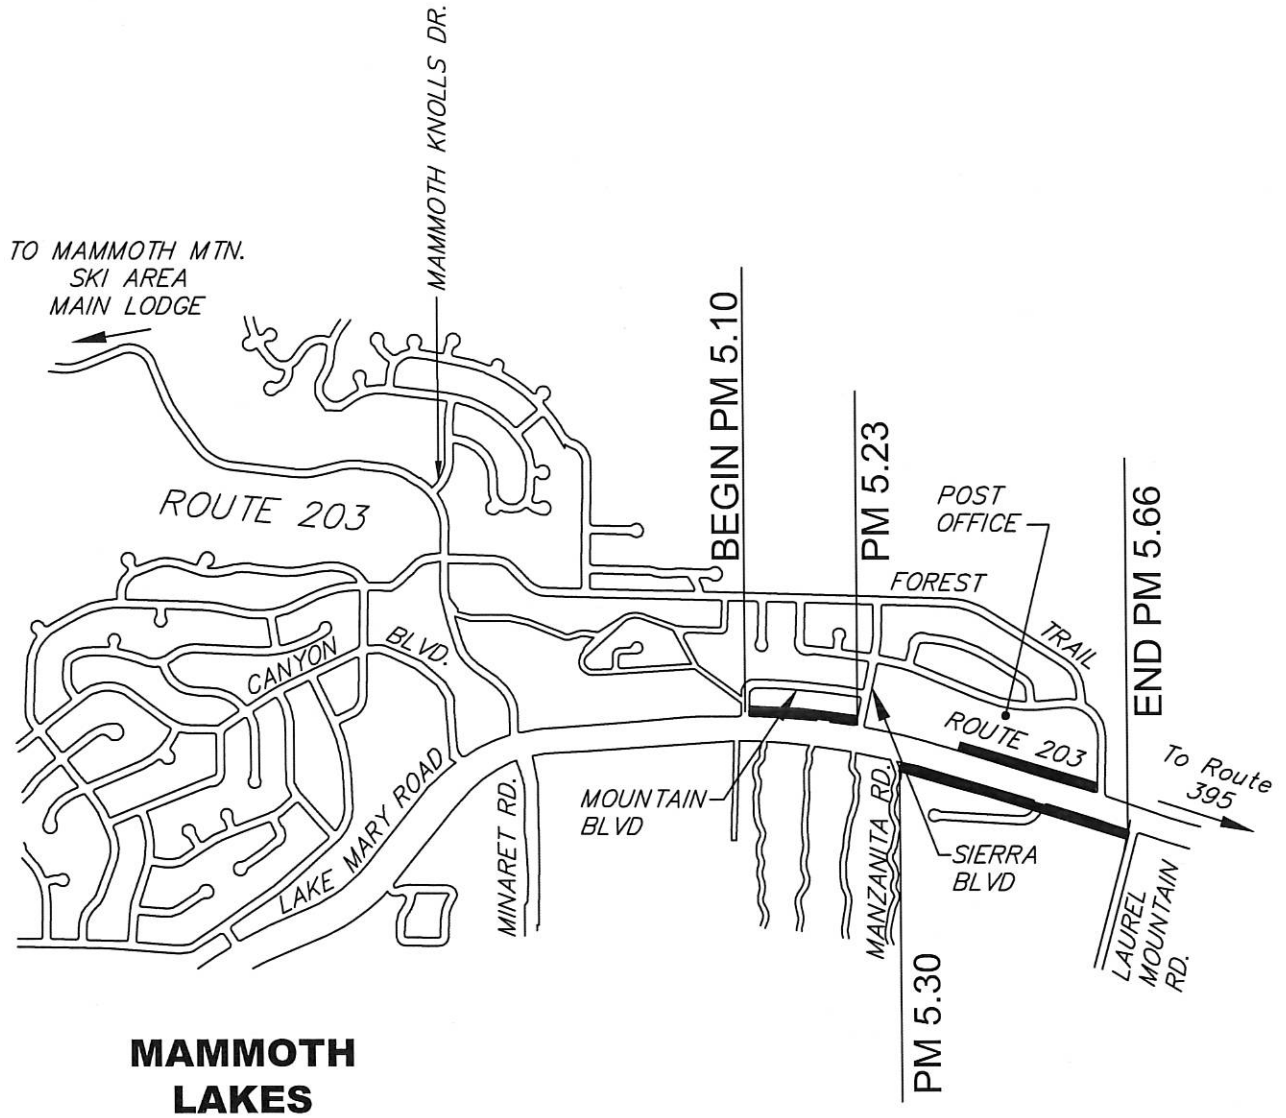 MAMMOTH KNOLLS DR.
TO MAMMOTH MTN.
SKI AREA
MAIN LODGE
ROUTE 203
BEGIN PM 5.10
PM 5.23
POST
OFFICE
END PM 5.66
FOREST
TRAIL
CANYON
BLVD.
ROUTE 203
To Route
395
MOUNTAIN
BLVD
LAKE MARY ROAD
MINARET RD.
MANZANITA RD.
SIERRA
BLVD
LAUREL
MOUNTAIN
RD.
PM 5.30
MAMMOTH
LAKES